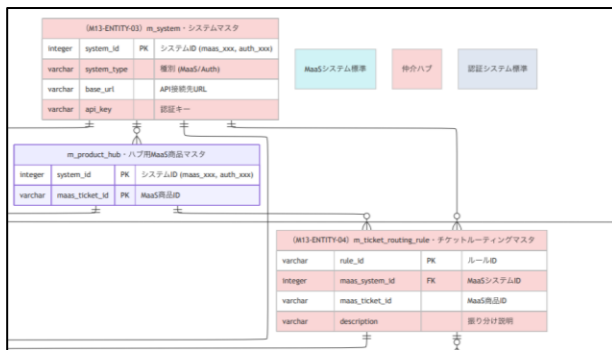 (M13-ENTITY-03) m_system・システムマスタ
integer system_id PK システムID (maas_xxx, auth_xxx)
varchar system_type 種別 (MaaS/Auth)
varchar base_url API接続先URL
varchar api_key 認証キー
MaaSシステム標準
仲介ハブ
認証システム標準
m_product_hub・ハブ用MaaS商品マスタ
integer system_id PK システムID (maas_xxx, auth_xxx)
varchar maas_ticket_id PK MaaS商品ID
(M13-ENTITY-04) m_ticket_routing_rule・チケットルーティングマスタ
varchar rule_id PK ルールID
integer maas_system_id FK MaaSシステムID
varchar maas_ticket_id MaaS商品ID
varchar description 振り分け説明